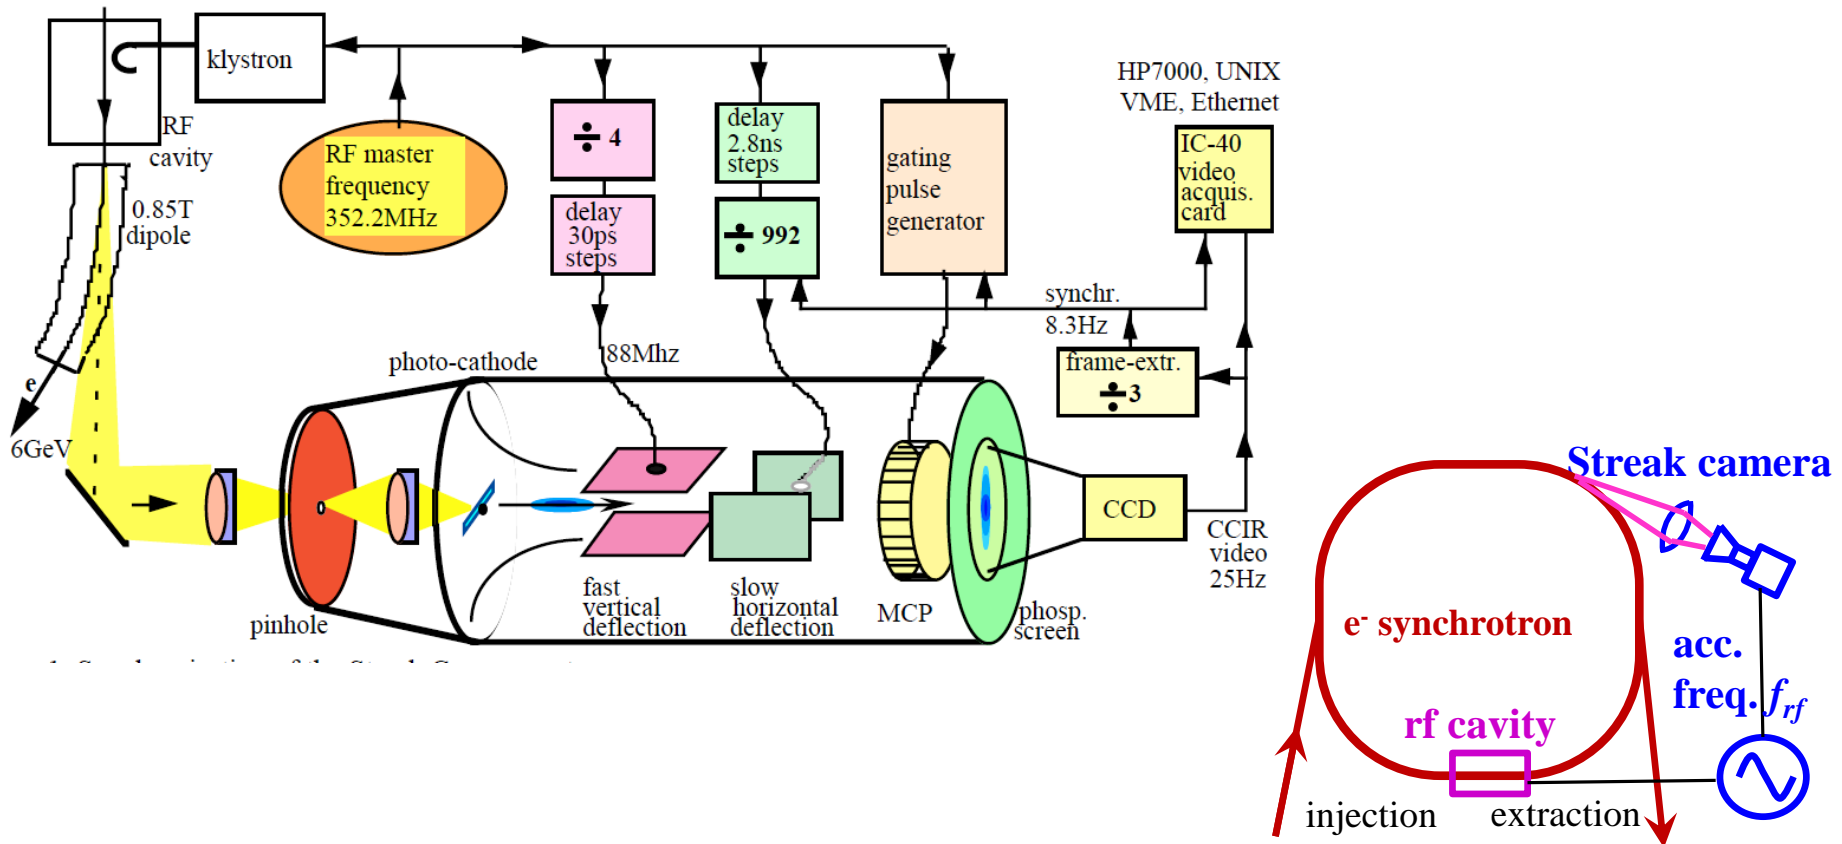 klystron
RF
cavity
RF master
frequency
352.2MHz
0.85T
dipole
e
6GeV
÷ 4
delay
30ps
steps
88Mhz
delay
2.8ns
steps
÷ 992
gating
pulse
generator
HP7000, UNIX
VME, Ethernet
IC-40
video
acquis.
card
synchr.
8.3Hz
frame-extr.
÷3
photo-cathode
pinhole
fast
vertical
deflection
slow
horizontal
deflection
MCP
phosp.
screen
CCD
CCIR
video
25Hz
Streak camera
e- synchrotron
acc.
freq. frf
rf cavity
injection
extraction